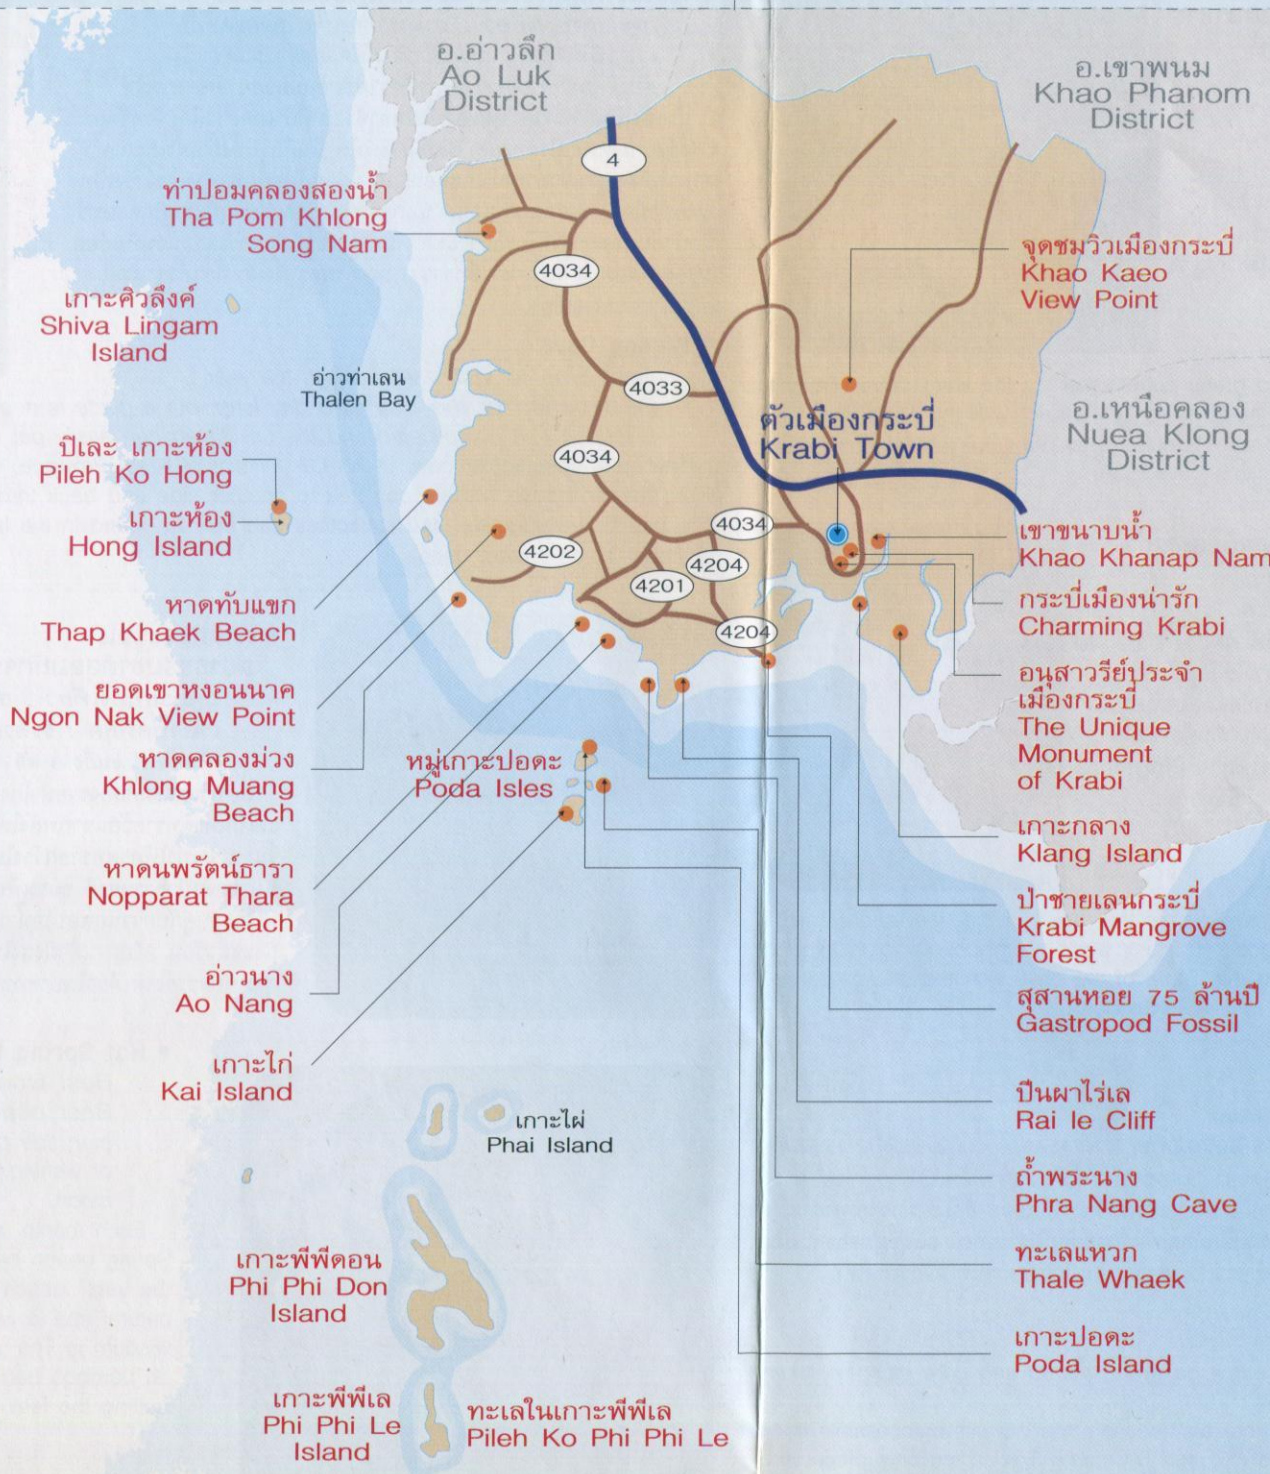 อ.อ่าวลึก
Ao Luk
District
อ.เขาพนม
Khao Phanom
District
4
ท่าปอมคลองสองน้ำ
Tha Pom Khlong
Song Nam
จุดชมวิวเมืองกระบี่
Khao Kaeo
View Point
4034
เกาะศิวลึงค์
Shiva Lingam
Island
อ่าวท่าเลน
Thalen Bay
4033
ตัวเมืองกระบี่
Krabi Town
อ.เหนือคลอง
Nuea Klong
District
ปิเละ เกาะห้อง
Pileh Ko Hong
4034
เกาะห้อง
Hong Island
4034
4202
4204
4201
4204
เขาขนาบน้ำ
Khao Khanap Nam
กระบี่เมืองน่ารัก
Charming Krabi
หาดทับแขก
Thap Khaek Beach
อนุสาวรีย์ประจำ
เมืองกระบี่
The Unique
Monument
of Krabi
ยอดเขาหงอนนาค
Ngon Nak View Point
หาดคลองม่วง
Khlong Muang
Beach
หมู่เกาะปอดะ
Poda Isles
เกาะกลาง
Klang Island
หาดนพรัตน์ธารา
Nopparat Thara
Beach
ป่าชายเลนกระบี่
Krabi Mangrove
Forest
อ่าวนาง
Ao Nang
สุสานหอย 75 ล้านปี
Gastropod Fossil
เกาะไก่
Kai Island
ปีนผาไร่เล
Rai le Cliff
เกาะไผ่
Phai Island
ถ้ำพระนาง
Phra Nang Cave
เกาะพีพีดอน
Phi Phi Don
Island
ทะเลแหวก
Thale Whaek
เกาะปอดะ
Poda Island
เกาะพีพีเล
Phi Phi Le
Island
ทะเลในเกาะพีพีเล
Pileh Ko Phi Phi Le